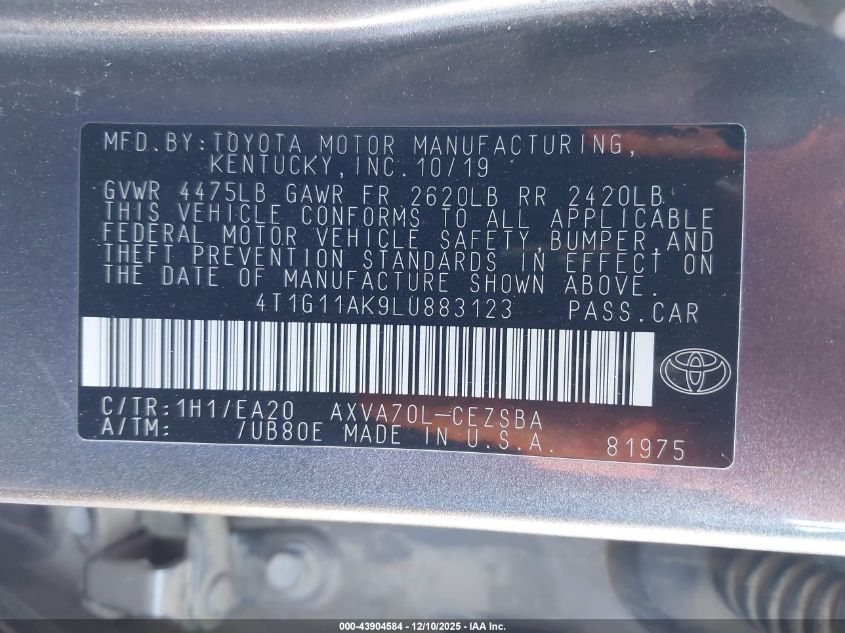 MFD.BY:TOYOTA MOTOR MANUFACTURING,
KENTUCKY,INC.10/19
GVWR 4475LB GAWR FR 2620LB RR 2420LB
THIS VEHICLE CONFORMS TO ALL APPLICABLE
FEDERAL MOTOR VEHICLE SAFETY,BUMPER,AND
THEFT PREVENTION STANDARDS IN EFFECT ON
THE DATE OF MANUFACTURE SHOWN ABOVE.
4T1G11AK9LU883123 PASS.CAR
C/TR:1H1/EA20 AXVA70L-CEZSBA
A/TM: /UB80E MADE IN U.S.A. 81975
000-43904584 - 12/10/2025 - IAA Inc.